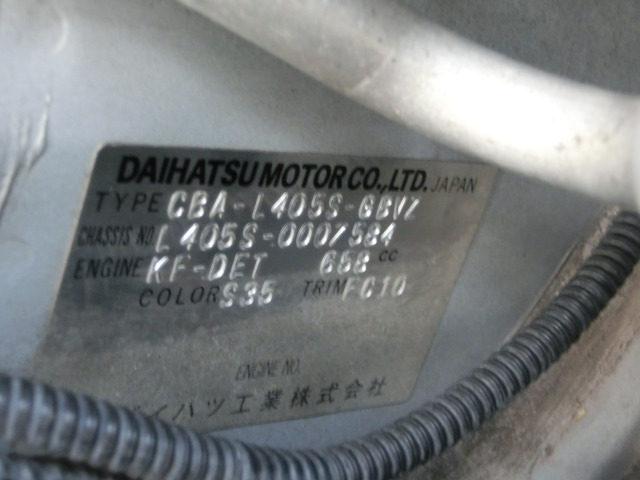 DAIHATSU MOTOR CO., LTD. JAPAN
TYPE CBA-L405S-GBVZ
CHASSIS NO. L405S-0007584
ENGINE KF-DET 658 cc
COLOR S35 TRIM FC10
ENGINE NO.
ダイハツ工業株式会社